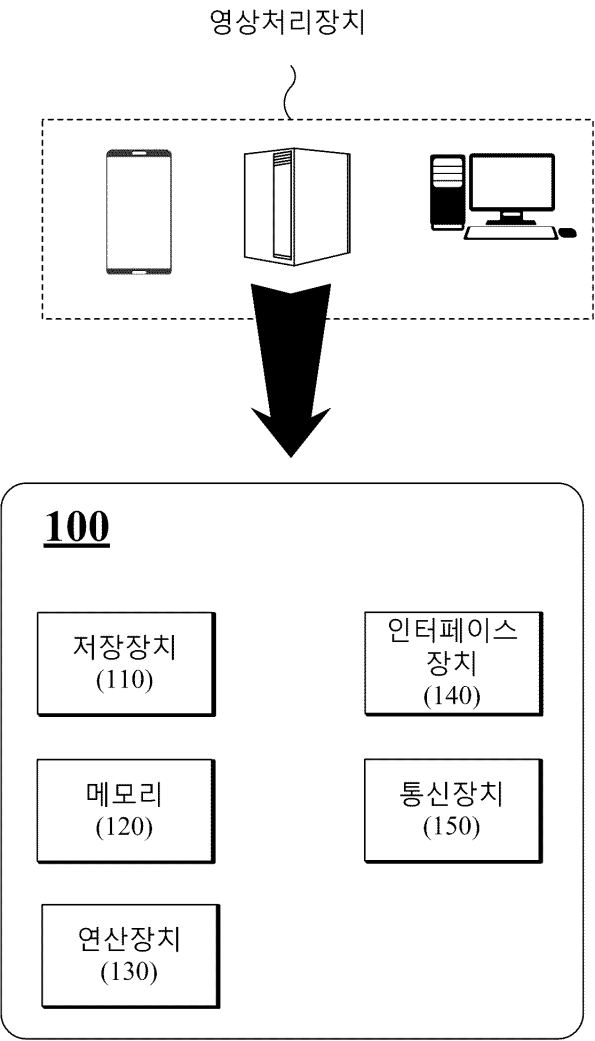 영상처리장치
100
저장장치
(110)
인터페이스
장치
(140)
메모리
(120)
통신장치
(150)
연산장치
(130)